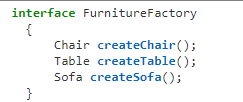 interface FurnitureFactory
{
Chair createChair();
Table createTable();
Sofa createSofa();
}